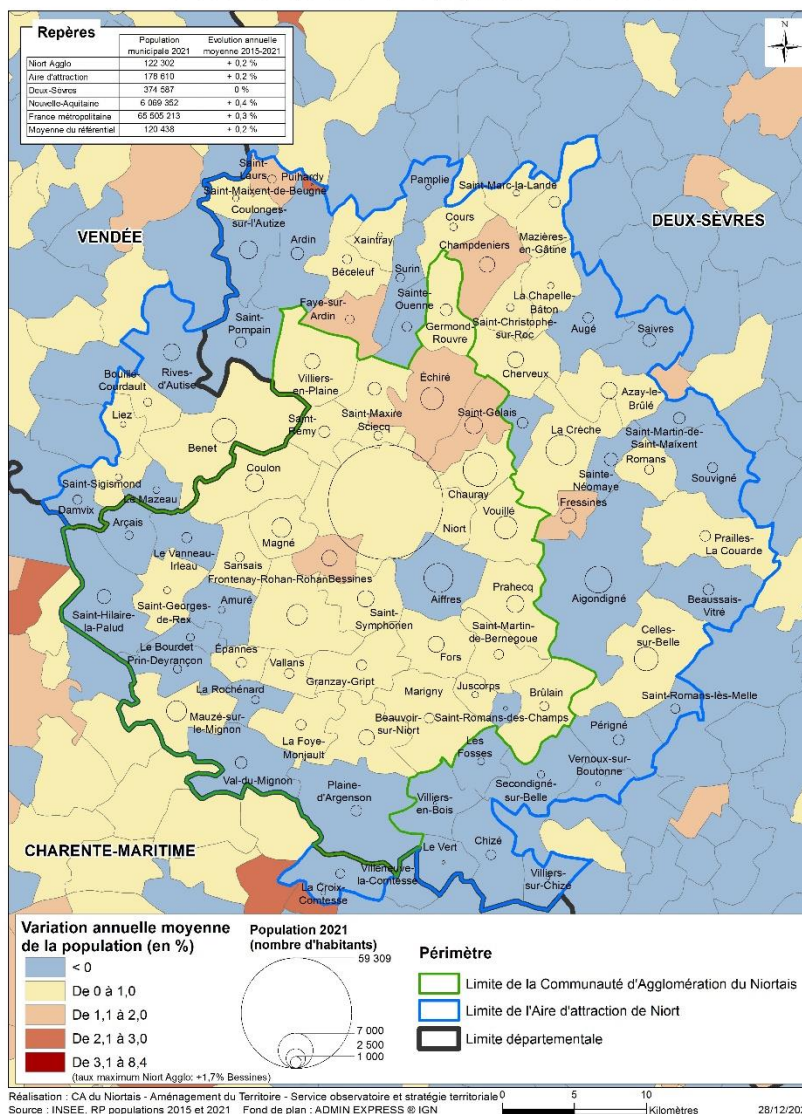 Repères
Population municipale 2021
Evolution annuelle moyenne 2015-2021
Niort Agglo 122 302 + 0,2 %
Aire d'attraction 178 610 + 0,2 %
Deux-Sèvres 374 587 0 %
Nouvelle-Aquitaine 6 069 352 + 0,4 %
France métropolitaine 65 505 213 + 0,3 %
Moyenne du référentiel 120 438 + 0,2 %
N
VENDÉE
DEUX-SÈVRES
CHARENTE-MARITIME
Saint-Laurs
Puihardy
Saint-Maixent-de-Beugné
Coulonges-sur-l'Autize
Ardin
Pamplie
Saint-Marc-la-Lande
Xaintray
Cours
Béceleuf
Surin
Champdeniers
Mazières-en-Gâtine
Sainte-Ouenne
La Chapelle-Bâton
Faye-sur-Ardin
Saint-Pompain
Germond-Rouvre
Saint-Christophe-sur-Roc
Augé
Saivres
Rives-d'Autise
Bouillé-Courdault
Villiers-en-Plaine
Échiré
Cherveux
Azay-le-Brûlé
Liez
Benet
Saint-Rémy
Saint-Maxire
Sciecq
Saint-Gelais
La Crèche
Saint-Martin-de-Saint-Maixent
Romans
Saint-Sigismond
Le Mazeau
Damvix
Coulon
Chauray
Sainte-Néomaye
Souvigné
Arçais
Niort
Vouillé
Fressines
Magné
Le Vanneau-Irleau
Sansais
Frontenay-Rohan-Rohan
Bessines
Prailles-La Couarde
Saint-Georges-de-Rex
Amuré
Aiffres
Prahecq
Aigondigné
Beaussais-Vitré
Saint-Hilaire-la-Palud
Saint-Symphorien
Saint-Martin-de-Bernegoue
Celles-sur-Belle
Le Bourdet
Prin-Deyrançon
Épannes
Vallans
Fors
Granzay-Gript
La Rochénard
Marigny
Juscorps
Brûlain
Saint-Romans-lès-Melle
Mauzé-sur-le-Mignon
La Foye-Monjault
Beauvoir-sur-Niort
Saint-Romans-des-Champs
Périgné
Les Fosses
Vernoux-sur-Boutonne
Val-du-Mignon
Plaine-d'Argenson
Secondigné-sur-Belle
Villiers-en-Bois
Chizé
Le Vert
Villeneuve-la-Comtesse
Villiers-sur-Chizé
La Croix-Comtesse
Variation annuelle moyenne
de la population (en %)
< 0
De 0 à 1,0
De 1,1 à 2,0
De 2,1 à 3,0
De 3,1 à 8,4
(taux maximum Niort Agglo: +1,7% Bessines)
Population 2021
(nombre d'habitants)
59 309
7 000
2 500
1 000
Périmètre
Limite de la Communauté d'Agglomération du Niortais
Limite de l'Aire d'attraction de Niort
Limite départementale
Réalisation : CA du Niortais - Aménagement du Territoire - Service observatoire et stratégie territoriale
0 5 10
Kilomètres
Source : INSEE, RP populations 2015 et 2021 Fond de plan : ADMIN EXPRESS ® IGN